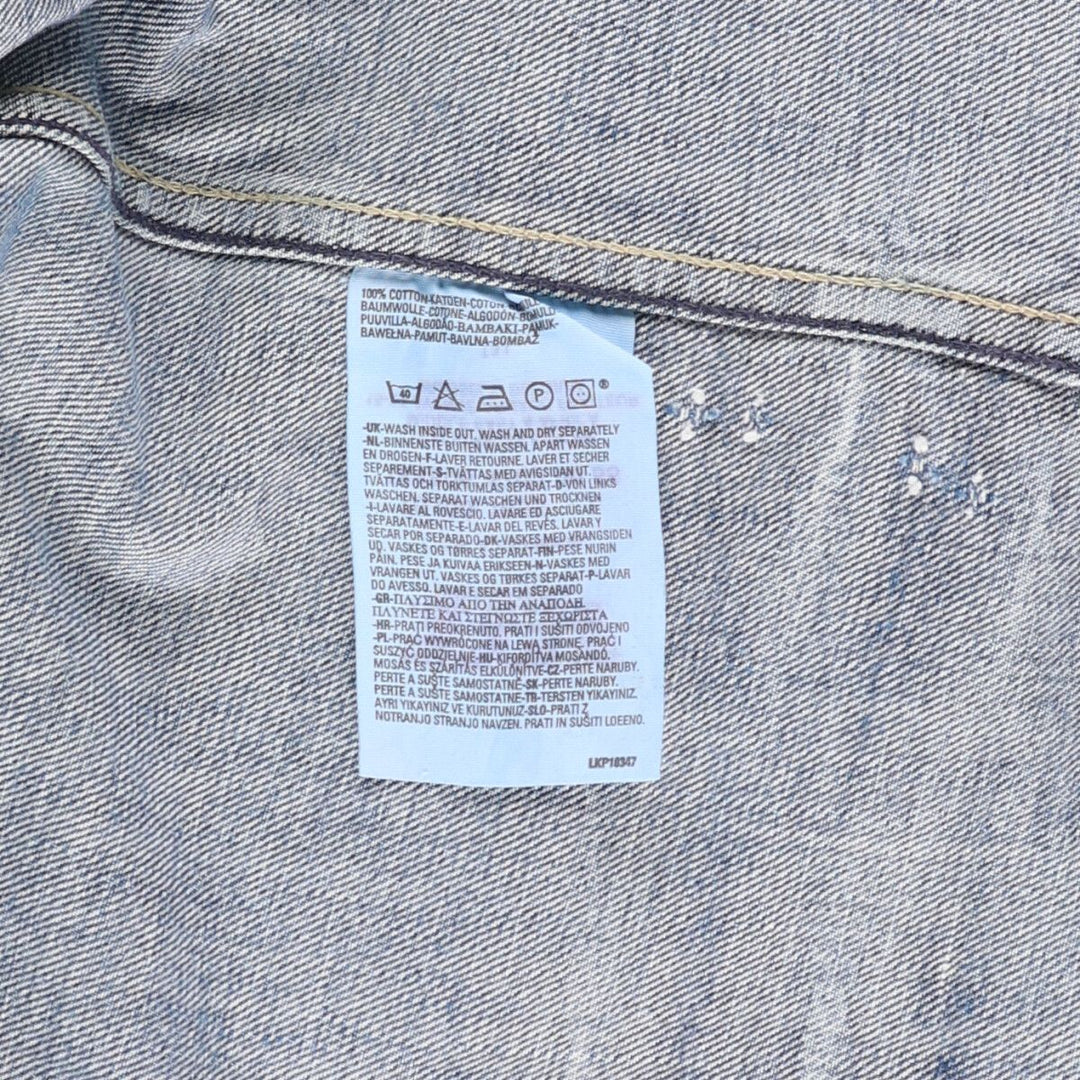 100% COTTON-KATOEN-COTON
BAUMWOLLE-COTONE-ALGODÓN-BOMULD
PUUVILLA-ALGODÃO-BAMBAKI-PAMUK-
BAWEŁNA-PAMUT-BAVLNA-BOMBAŽ
40 P ®
-UK-WASH INSIDE OUT. WASH AND DRY SEPARATELY
-NL-BINNENSTE BUITEN WASSEN. APART WASSEN
EN DROGEN-F-LAVER RETOURNE. LAVER ET SECHER
SEPAREMENT-S-TVÄTTAS MED AVIGSIDAN UT.
TVÄTTAS OCH TORKTUMLAS SEPARAT-D-VON LINKS
WASCHEN. SEPARAT WASCHEN UND TROCKNEN
-I-LAVARE AL ROVESCIO. LAVARE ED ASCIUGARE
SEPARATAMENTE-E-LAVAR DEL REVÉS. LAVAR Y
SECAR POR SEPARADO-DK-VASKES MED VRANGSIDEN
UD. VASKES OG TØRRES SEPARAT-FIN-PESE NURIN
PÄIN. PESE JA KUIVAA ERIKSEEN-N-VASKES MED
VRANGEN UT. VASKES OG TØRKES SEPARAT-P-LAVAR
DO AVESSO. LAVAR E SECAR EM SEPARADO
-GR-ΠΛΥΣΙΜΟ ΑΠΟ ΤΗΝ ΑΝΑΠΟΔΗ.
ΠΛΥΝΕΤΕ ΚΑΙ ΣΤΕΓΝΩΣΤΕ ΞΕΧΩΡΙΣΤΑ
-HR-PRATI PREOKRENUTO. PRATI I SUŠITI ODVOJENO
-PL-PRAĆ WYWRÓCONE NA LEWĄ STRONĘ. PRAĆ I
SUSZYĆ ODDZIELNIE-HU-KIFORDÍTVA MOSANDÓ.
MOSÁS ÉS SZÁRÍTÁS ELKÜLÖNÍTVE-CZ-PERTE NARUBY.
PERTE A SUŠTE SAMOSTATNĚ-SK-PERTE NARUBY.
PERTE A SUŠTE SAMOSTATNE-TR-TERSTEN YIKAYINIZ.
AYRI YIKAYINIZ VE KURUTUNUZ-SLO-PRATI Z
NOTRANJO STRANJO NAVZEN. PRATI IN SUŠITI LOEENO.
LKP10347